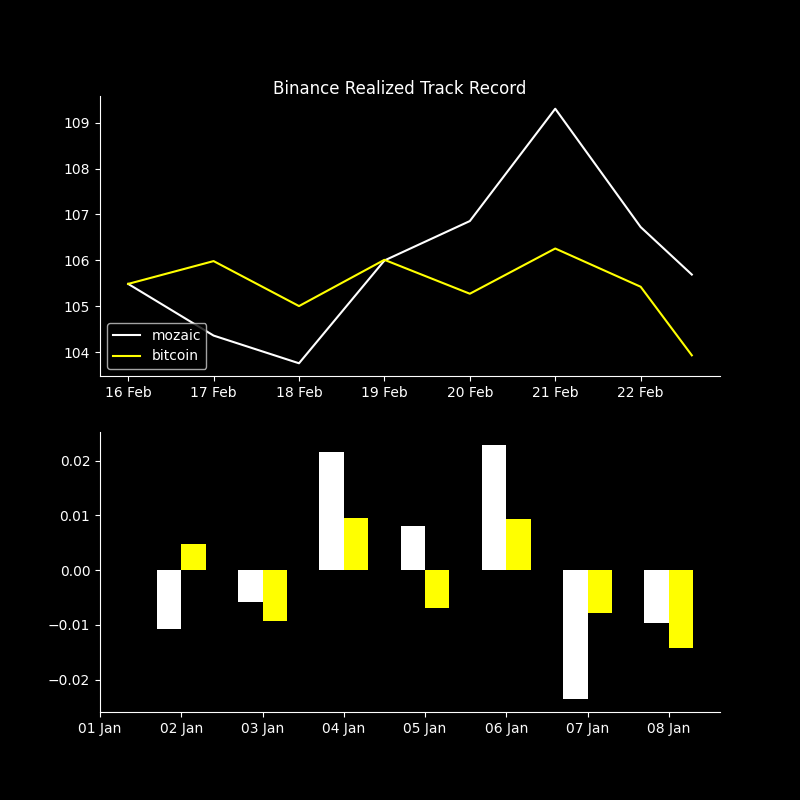 Binance Realized Track Record
109
108
107
106
105
104
mozaic
bitcoin
16 Feb 17 Feb 18 Feb 19 Feb 20 Feb 21 Feb 22 Feb
0.02
0.01
0.00
−0.01
−0.02
01 Jan 02 Jan 03 Jan 04 Jan 05 Jan 06 Jan 07 Jan 08 Jan